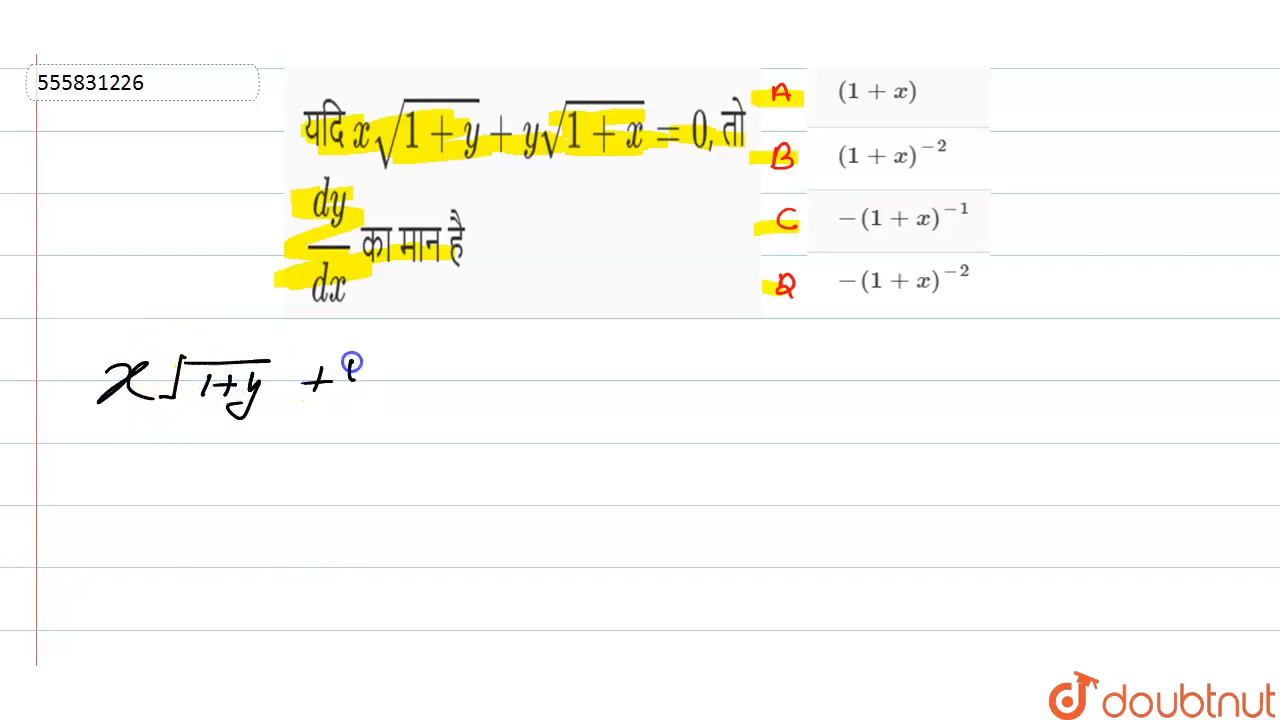 555831226
यदि x√(1 + y) + y√(1 + x) = 0, तो
dy/dx का मान है
A (1 + x)
B (1 + x)^{-2}
C -(1 + x)^{-1}
D -(1 + x)^{-2}
x√(1+y) +
doubtnut